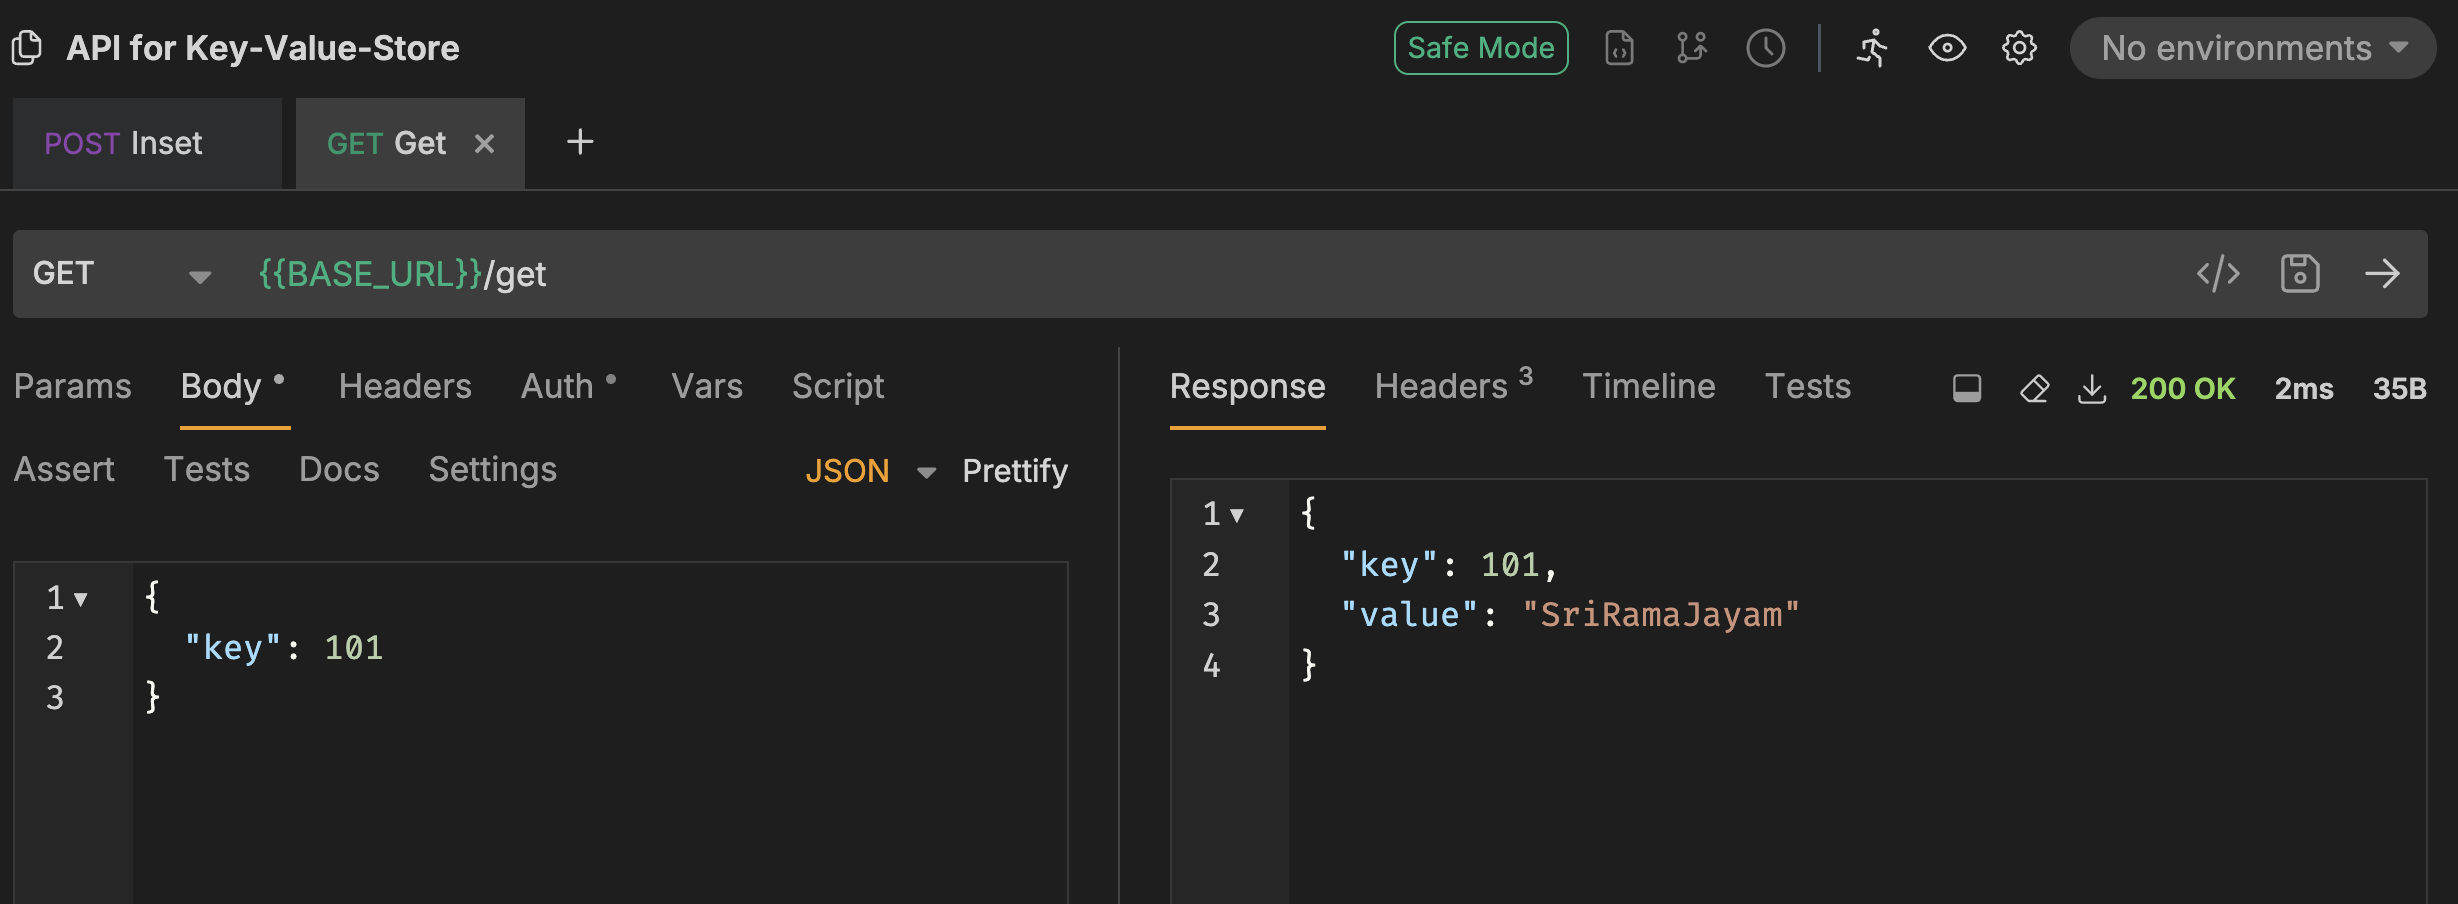 API for Key-Value-Store
Safe Mode
No environments
POST Inset
GET Get
GET {{BASE_URL}}/get
Params Body Headers Auth Vars Script
Assert Tests Docs Settings JSON Prettify
1 {
2 "key": 101
3 }
Response Headers 3 Timeline Tests 200 OK 2ms 35B
1 {
2 "key": 101,
3 "value": "SriRamaJayam"
4 }